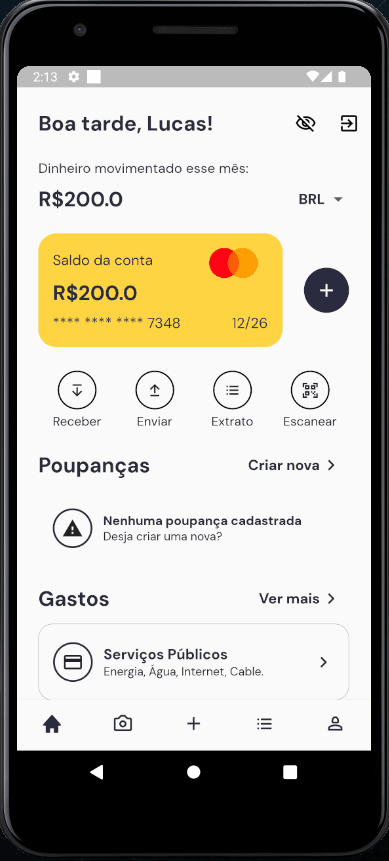 2:13
Boa tarde, Lucas!
Dinheiro movimentado esse mês:
R$200.0
BRL
Saldo da conta
R$200.0
**** **** **** 7348 12/26
Receber Enviar Extrato Escanear
Poupanças Criar nova
Nenhuma poupança cadastrada
Desja criar uma nova?
Gastos Ver mais
Serviços Públicos
Energia, Água, Internet, Cable.